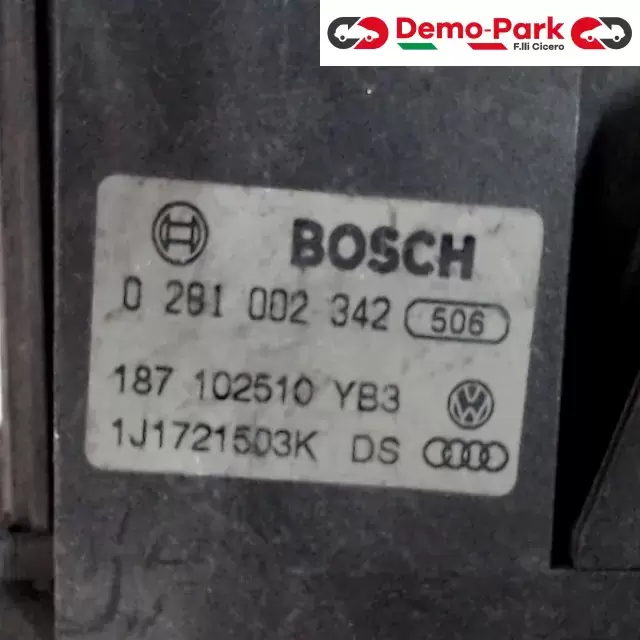 Demo-Park
F.lli Cicero
BOSCH
0 281 002 342 506
187 102510 YB3
1J1721503K DS